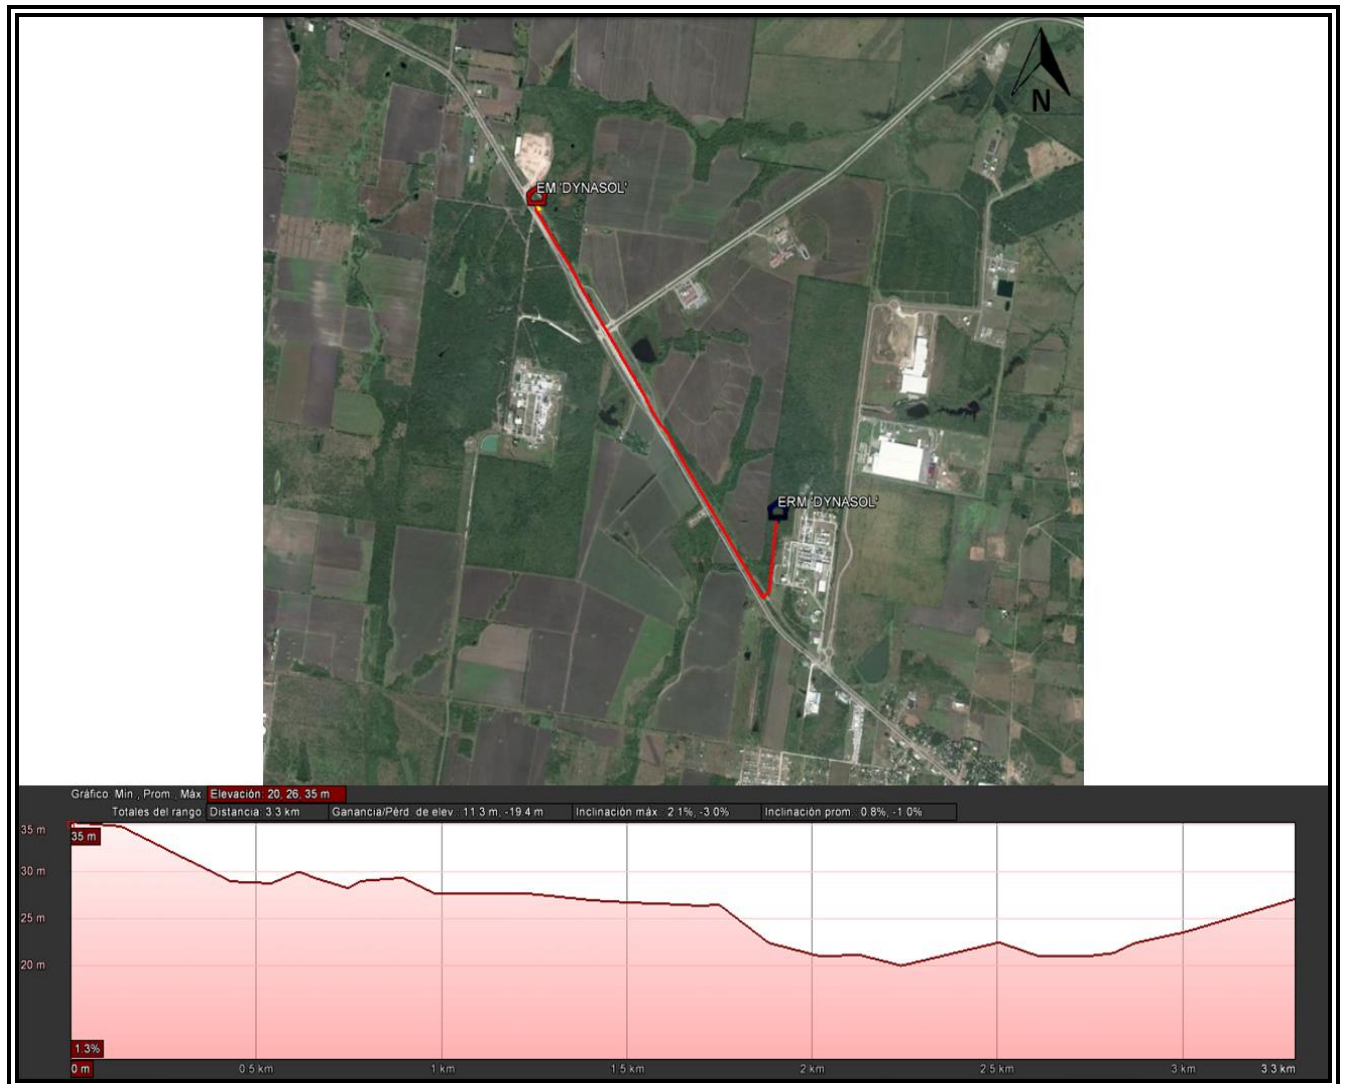 N
EM 'DYNASOL'
ERM 'DYNASOL'
Gráfico Mín., Prom., Máx. Elevación: 20, 26, 35 m
Totales del rango Distancia: 3.3 km Ganancia/Pérd. de elev.: 11.3 m, -19.4 m Inclinación máx.: 2.1%, -3.0% Inclinación prom.: 0.8%, -1.0%
35 m
35 m
30 m
25 m
20 m
1.3%
0 m 0.5 km 1 km 1.5 km 2 km 2.5 km 3 km 3.3 km